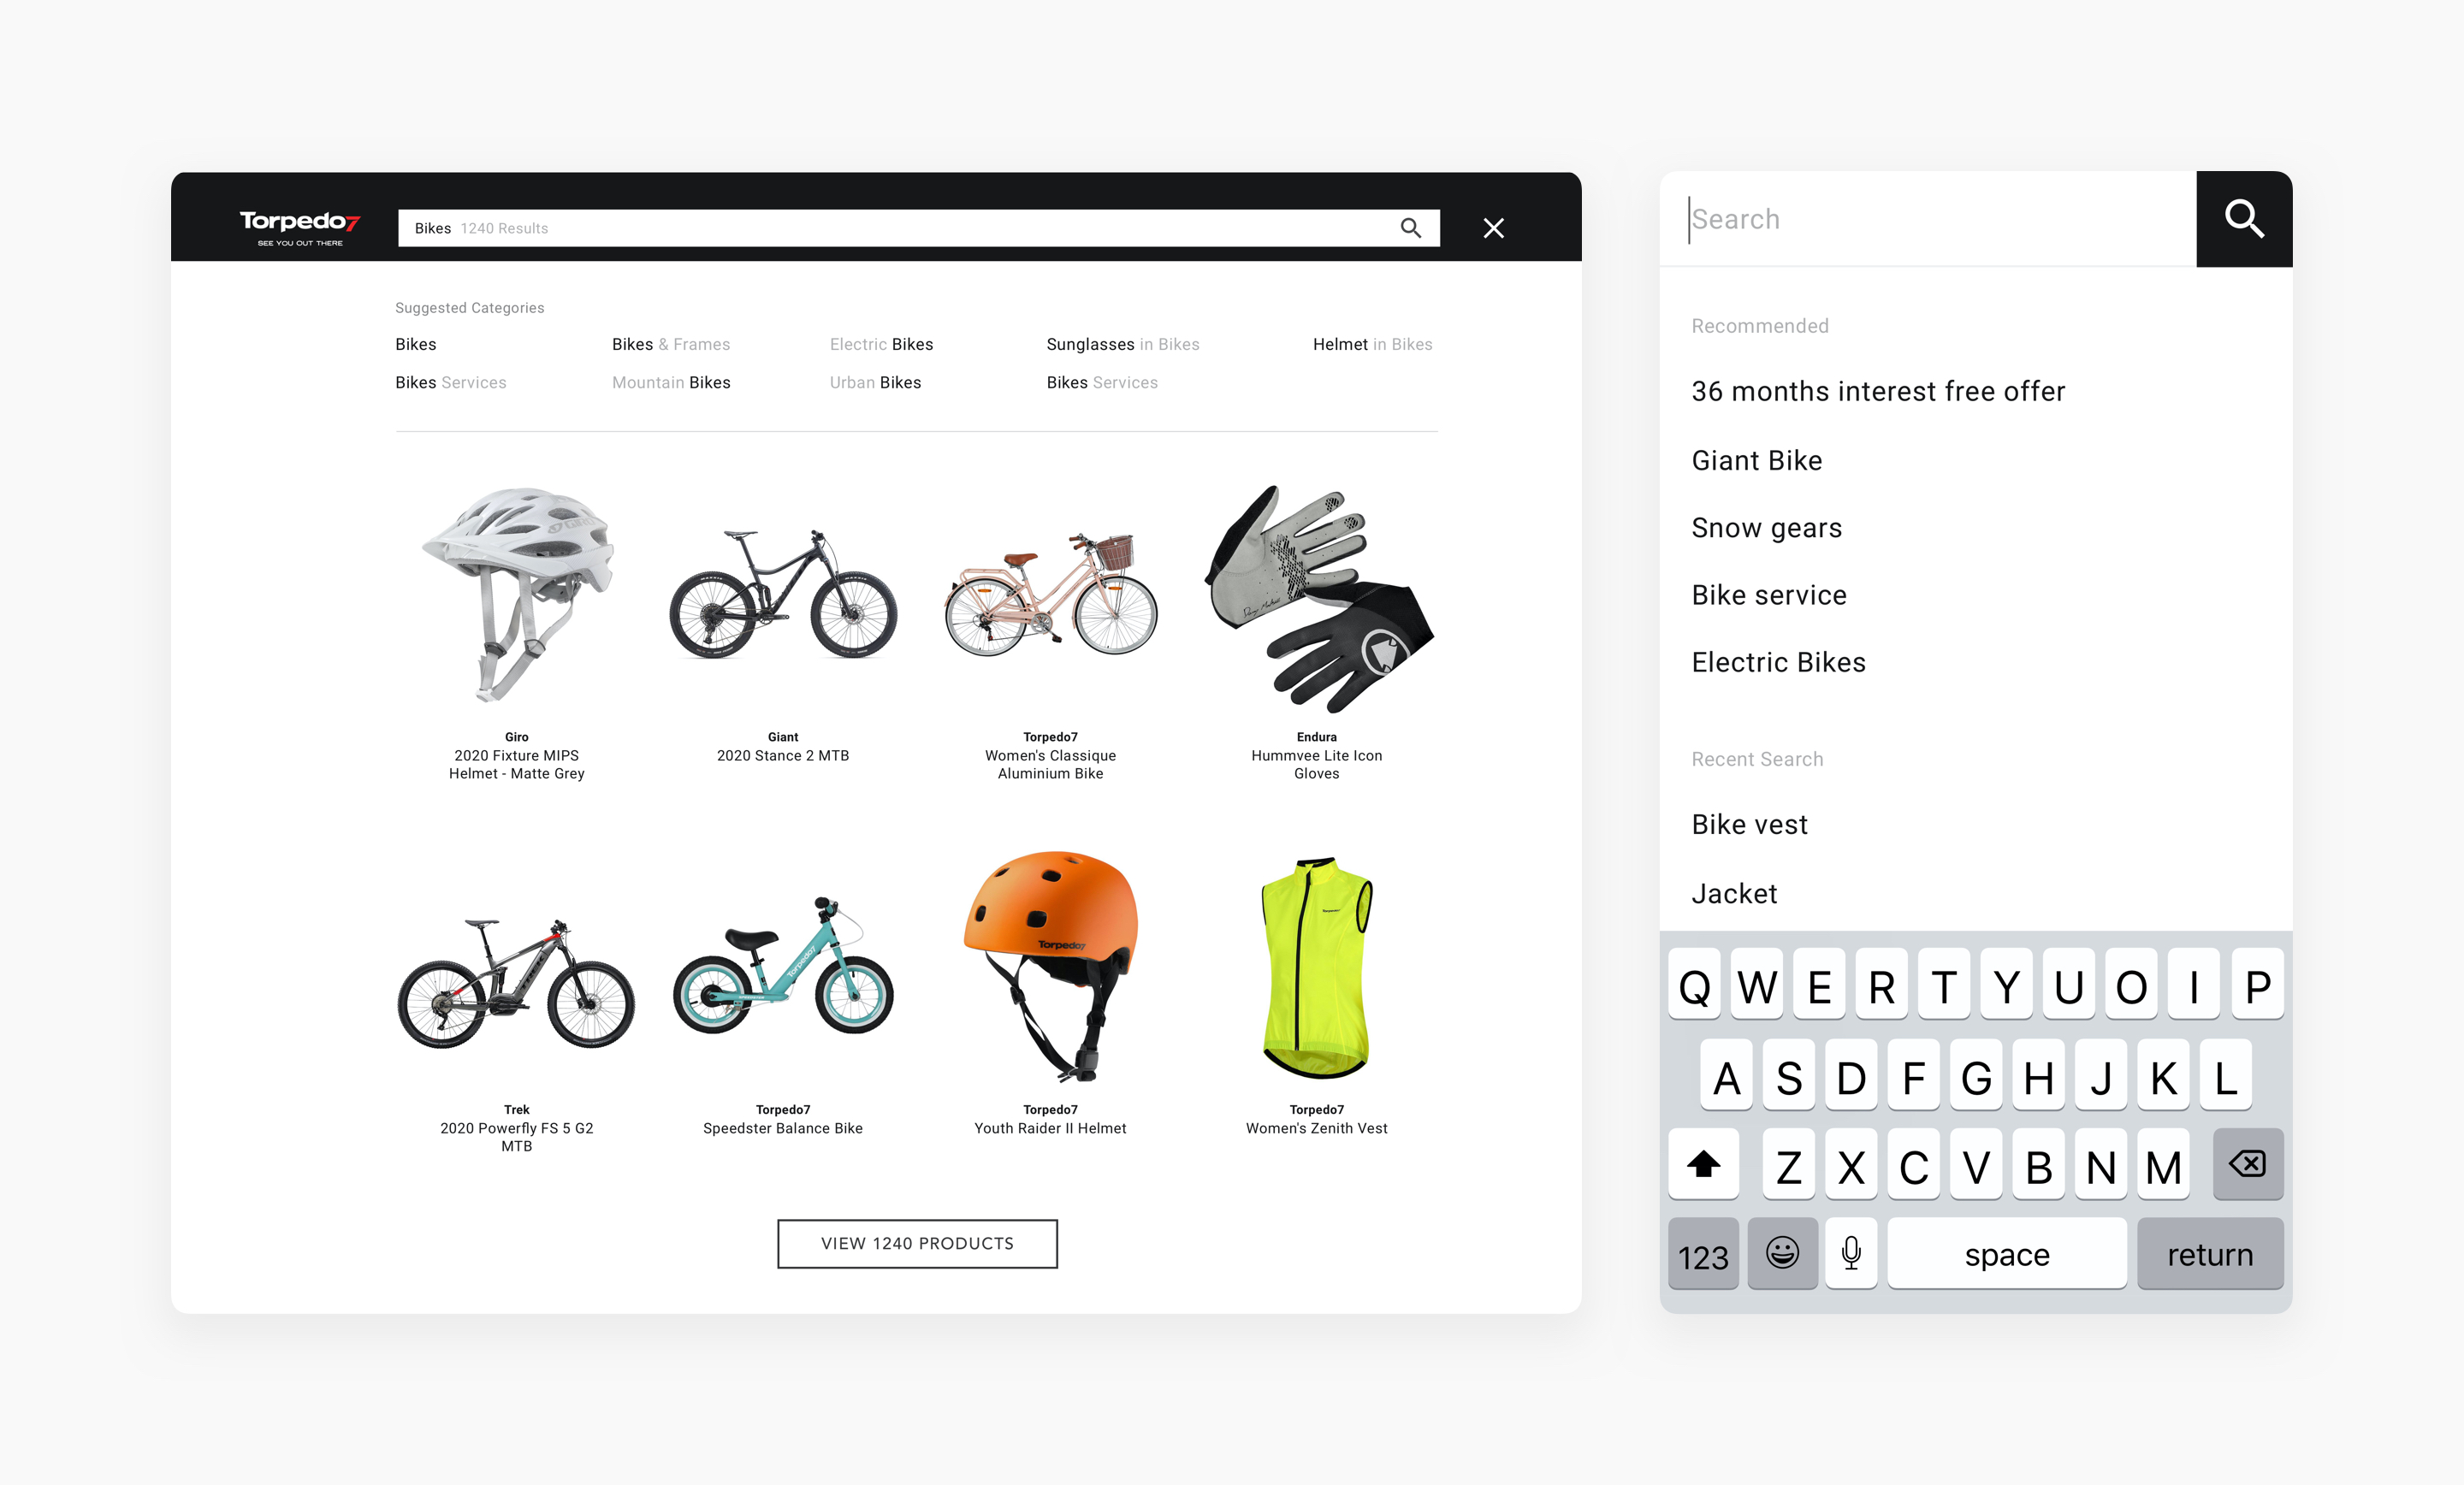 Torpedo7
SEE YOU OUT THERE
Bikes 1240 Results
Suggested Categories
Bikes
Bikes & Frames
Electric Bikes
Sunglasses in Bikes
Helmet in Bikes
Bikes Services
Mountain Bikes
Urban Bikes
Bikes Services
GIRO
Giro
2020 Fixture MIPS
Helmet - Matte Grey
Giant
2020 Stance 2 MTB
Torpedo7
Women's Classique
Aluminium Bike
Endura
Hummvee Lite Icon
Gloves
TREK
Torpedo7
Torpedo7
Trek
2020 Powerfly FS 5 G2
MTB
Torpedo7
Speedster Balance Bike
Torpedo7
Youth Raider II Helmet
Torpedo7
Women's Zenith Vest
VIEW 1240 PRODUCTS
Search
Recommended
36 months interest free offer
Giant Bike
Snow gears
Bike service
Electric Bikes
Recent Search
Bike vest
Jacket
Q W E R T Y U O I P
A S D F G H J K L
Z X C V B N M
123 space return